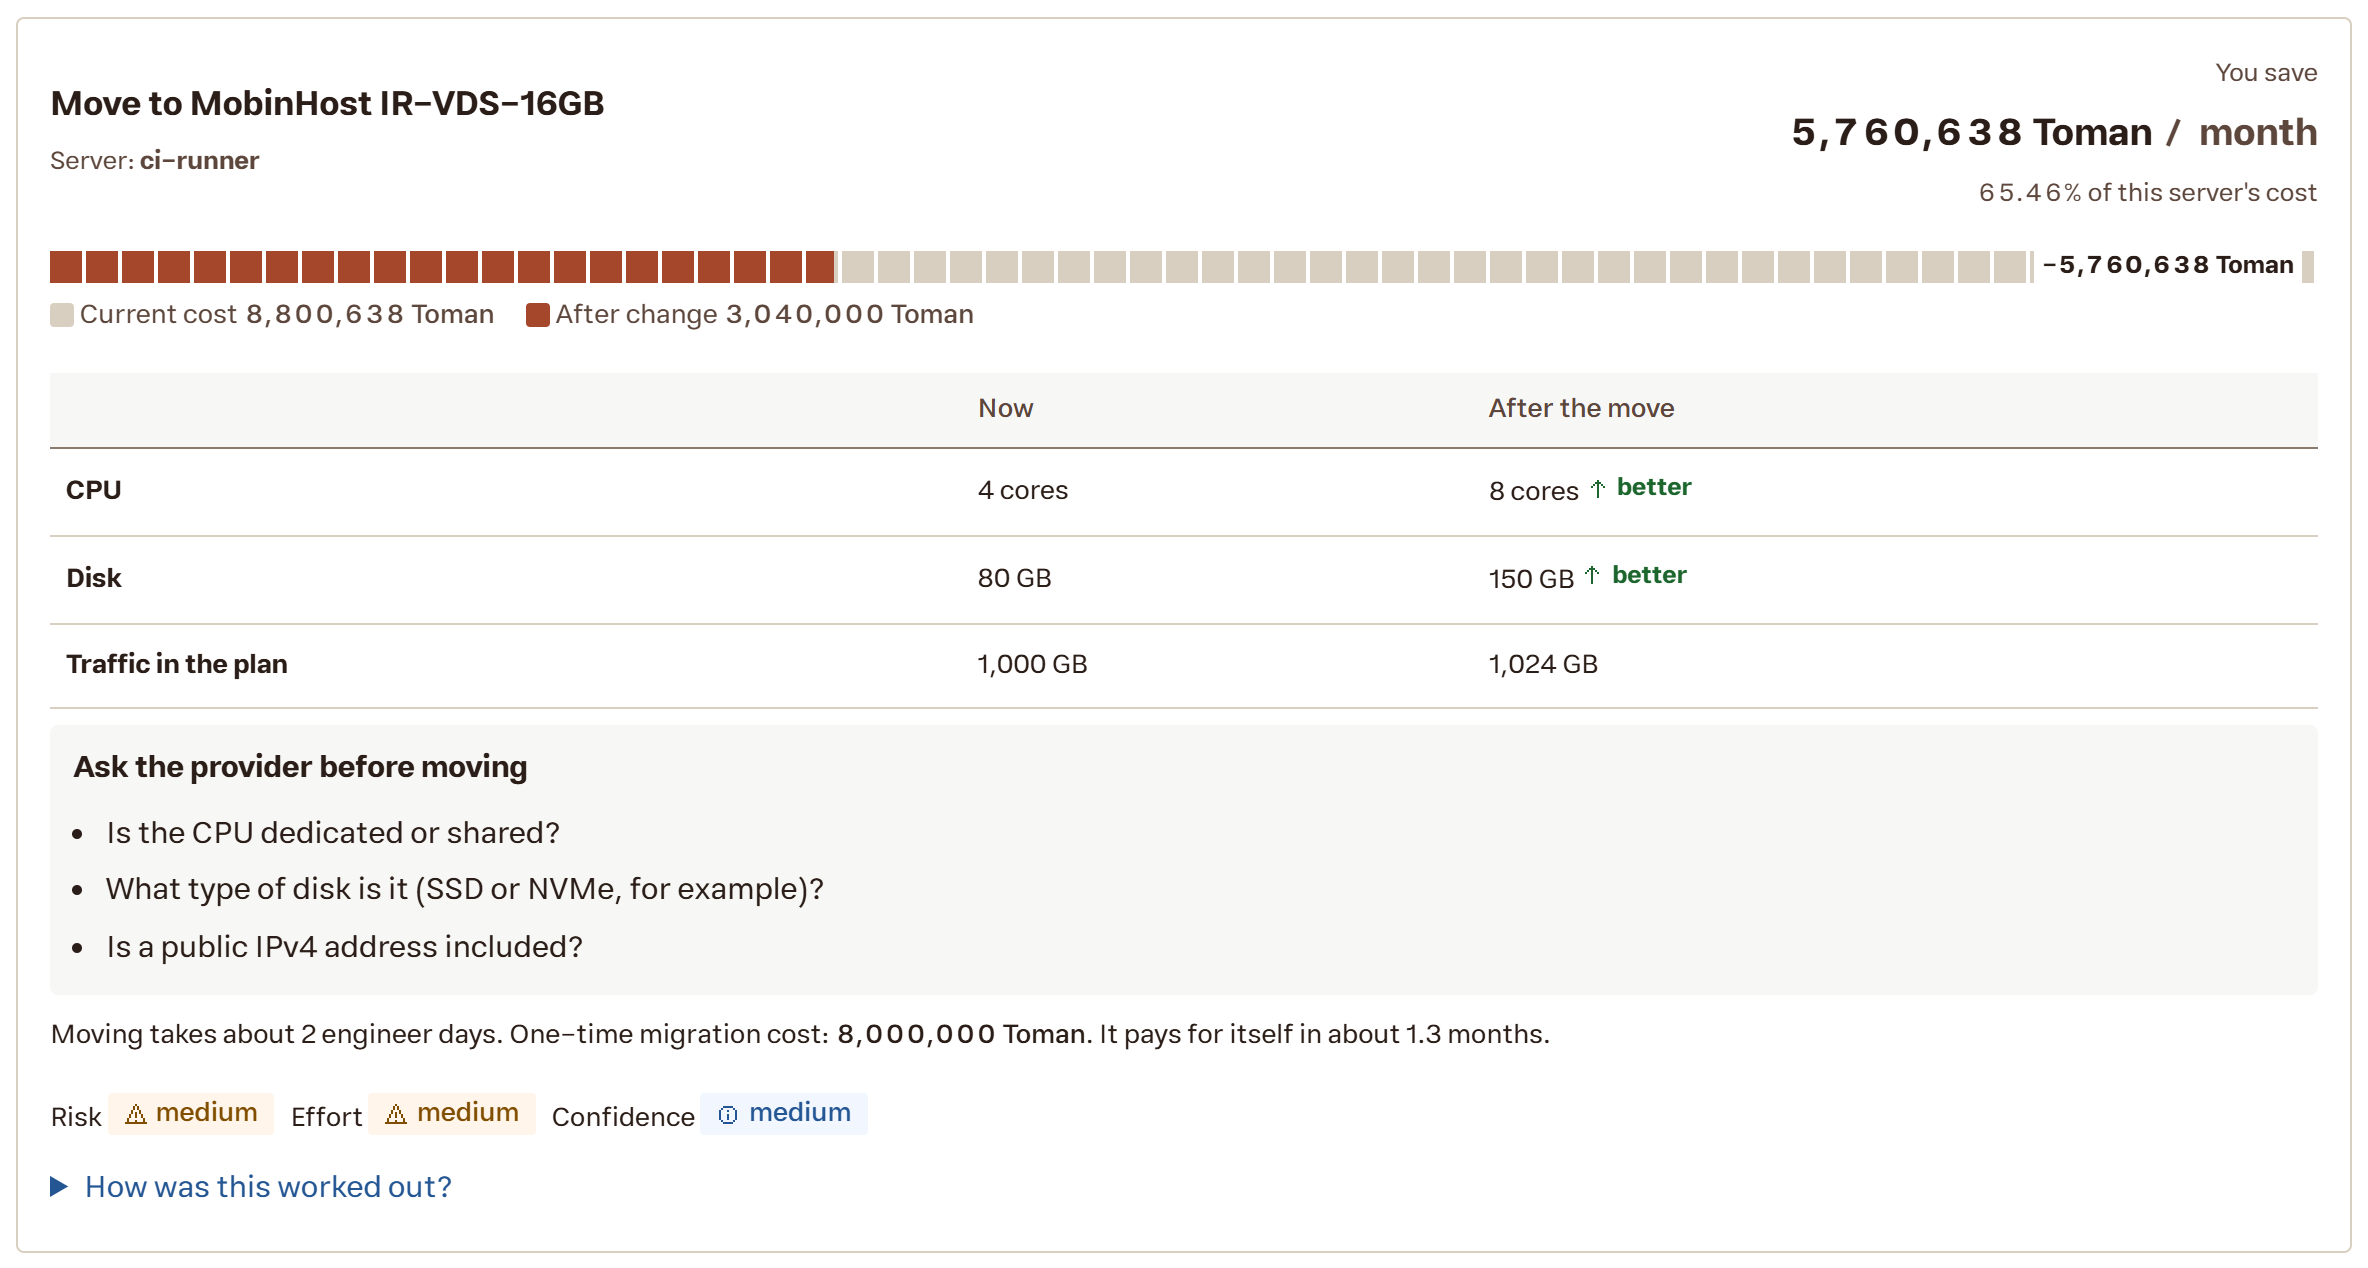 Move to MobinHost IR-VDS-16GB
Server: ci-runner
You save
5,760,638 Toman / month
65.46% of this server's cost
-5,760,638 Toman
Current cost 8,800,638 Toman After change 3,040,000 Toman
Now After the move
CPU 4 cores 8 cores ↑ better
Disk 80 GB 150 GB ↑ better
Traffic in the plan 1,000 GB 1,024 GB
Ask the provider before moving
• Is the CPU dedicated or shared?
• What type of disk is it (SSD or NVMe, for example)?
• Is a public IPv4 address included?
Moving takes about 2 engineer days. One-time migration cost: 8,000,000 Toman. It pays for itself in about 1.3 months.
Risk medium Effort medium Confidence medium
How was this worked out?